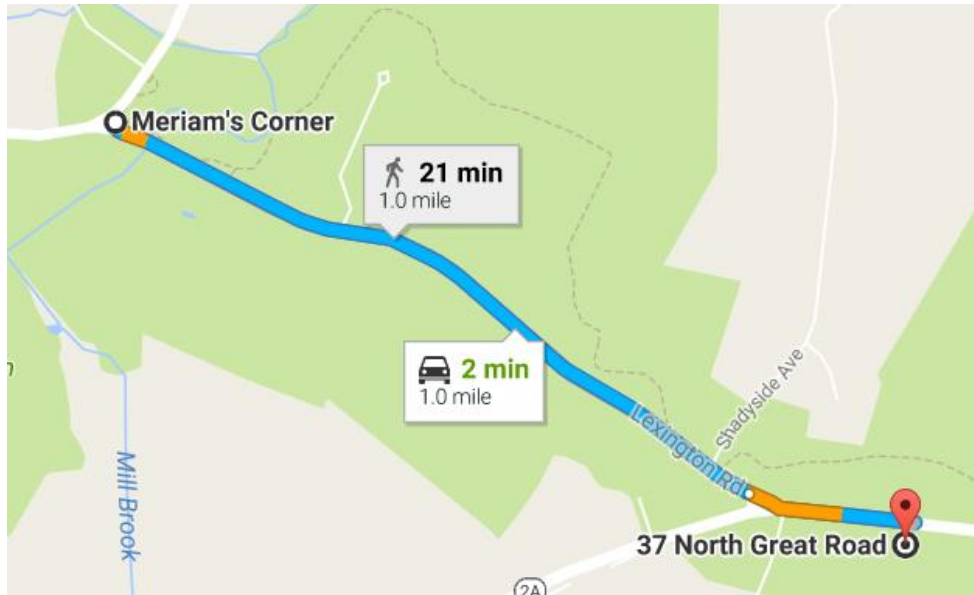 Meriam's Corner
21 min
1.0 mile
2 min
1.0 mile
Shadyside Ave
Lexington Rd
Mill Brook
37 North Great Road
2A
n